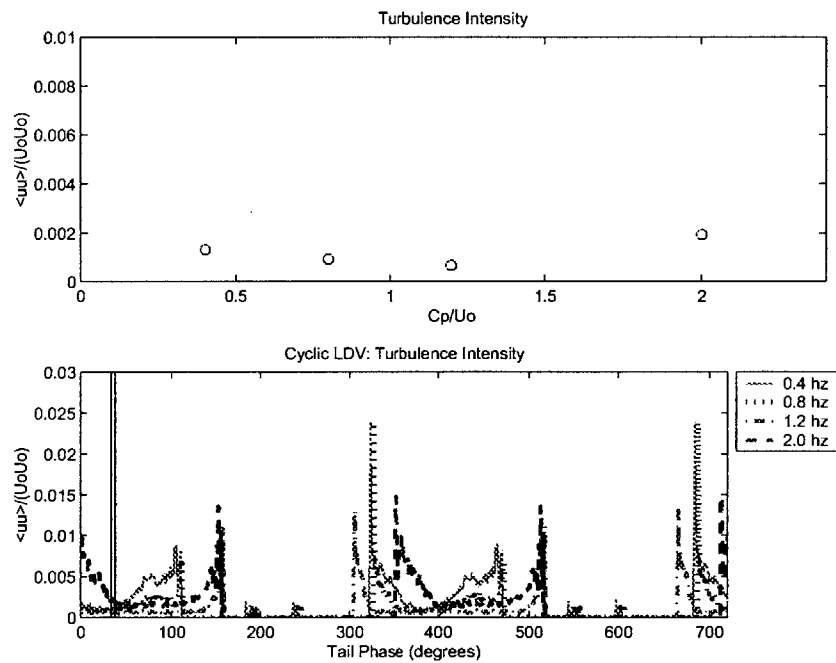 Turbulence Intensity
0.01
0.008
0.006
0.004
0.002
0
<uu>/(UoUo)
0 0.5 1 1.5 2
Cp/Uo
Cyclic LDV: Turbulence Intensity
0.03
0.025
0.02
0.015
0.01
0.005
0
<uu>/(UoUo)
0 100 200 300 400 500 600 700
Tail Phase (degrees)
0.4 hz
0.8 hz
1.2 hz
2.0 hz